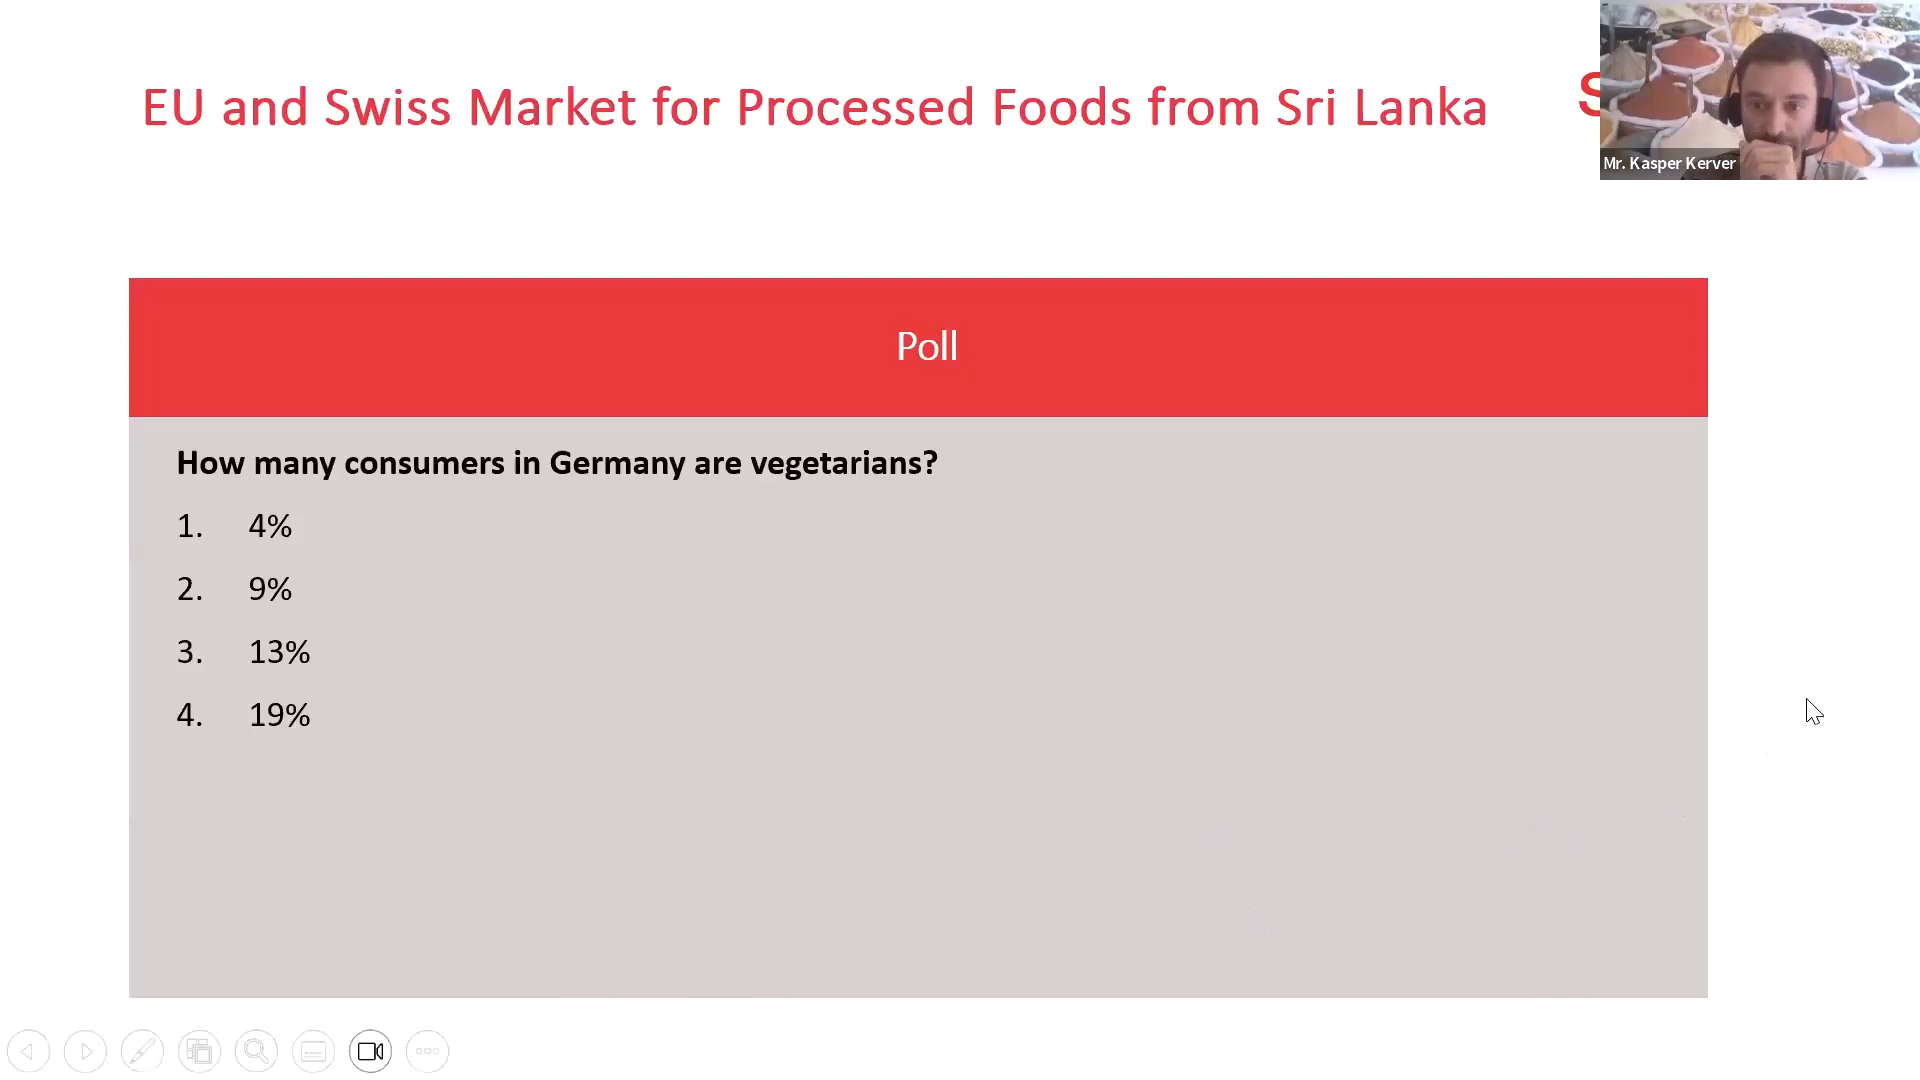 EU and Swiss Market for Processed Foods from Sri Lanka
Mr. Kasper Kerver
Poll
How many consumers in Germany are vegetarians?
1. 4%
2. 9%
3. 13%
4. 19%